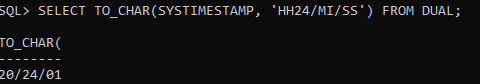 SQL> SELECT TO_CHAR(SYSTIMESTAMP, 'HH24/MI/SS') FROM DUAL;
TO_CHAR(
--------
20/24/01